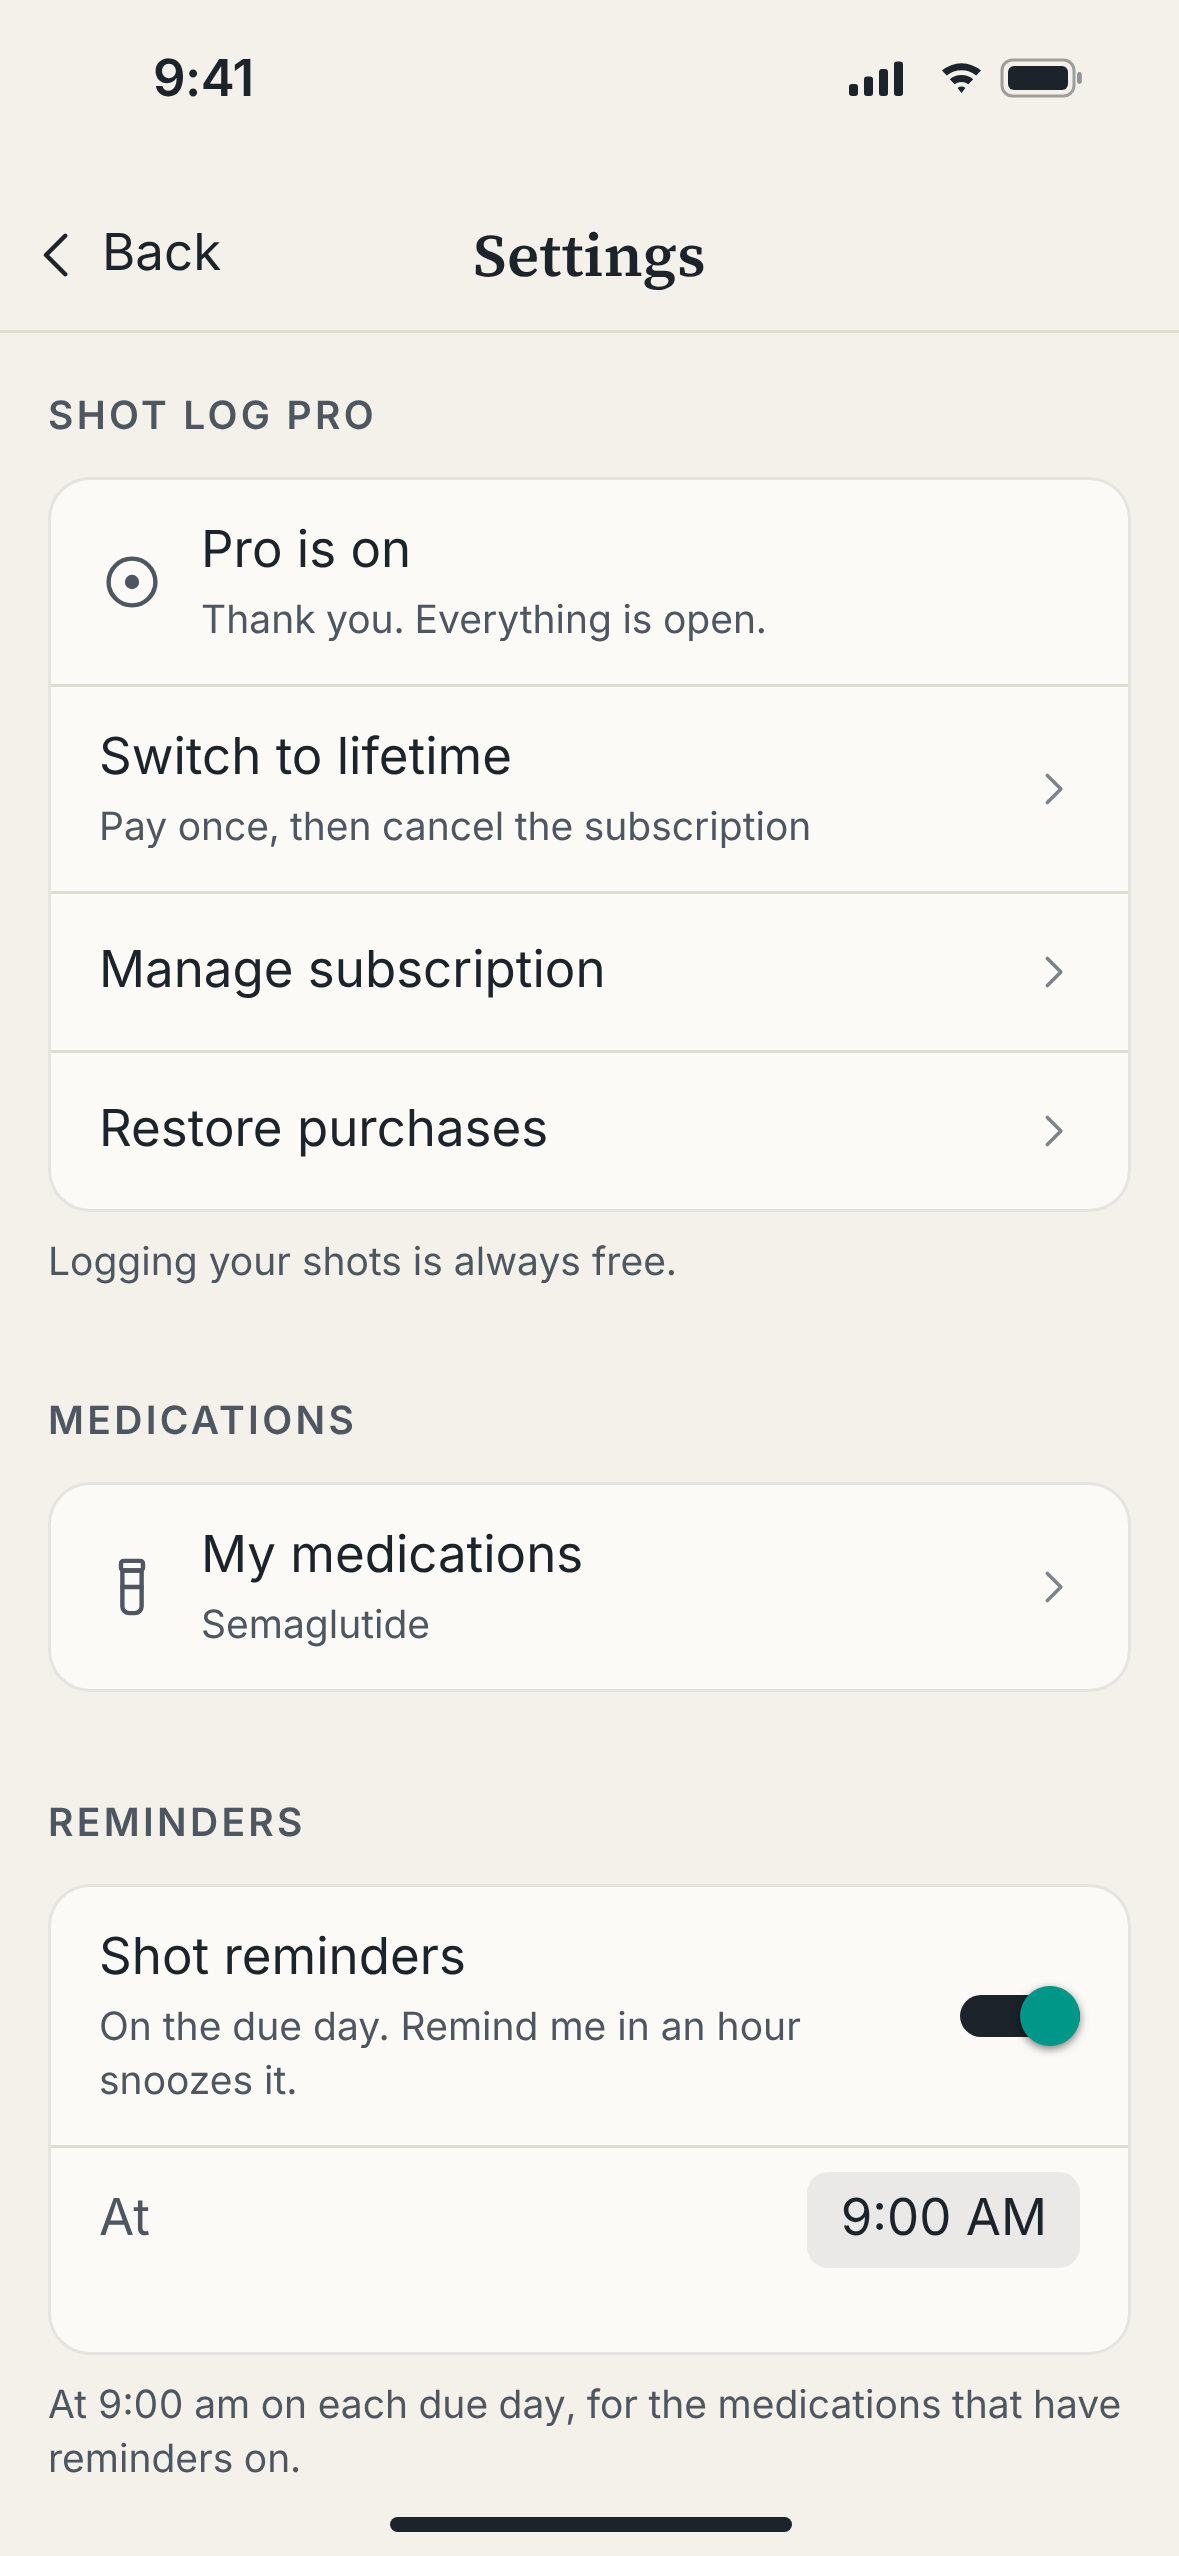 9:41
Back
Settings
SHOT LOG PRO
Pro is on
Thank you. Everything is open.
Switch to lifetime
Pay once, then cancel the subscription
Manage subscription
Restore purchases
Logging your shots is always free.
MEDICATIONS
My medications
Semaglutide
REMINDERS
Shot reminders
On the due day. Remind me in an hour
snoozes it.
At
9:00 AM
At 9:00 am on each due day, for the medications that have
reminders on.